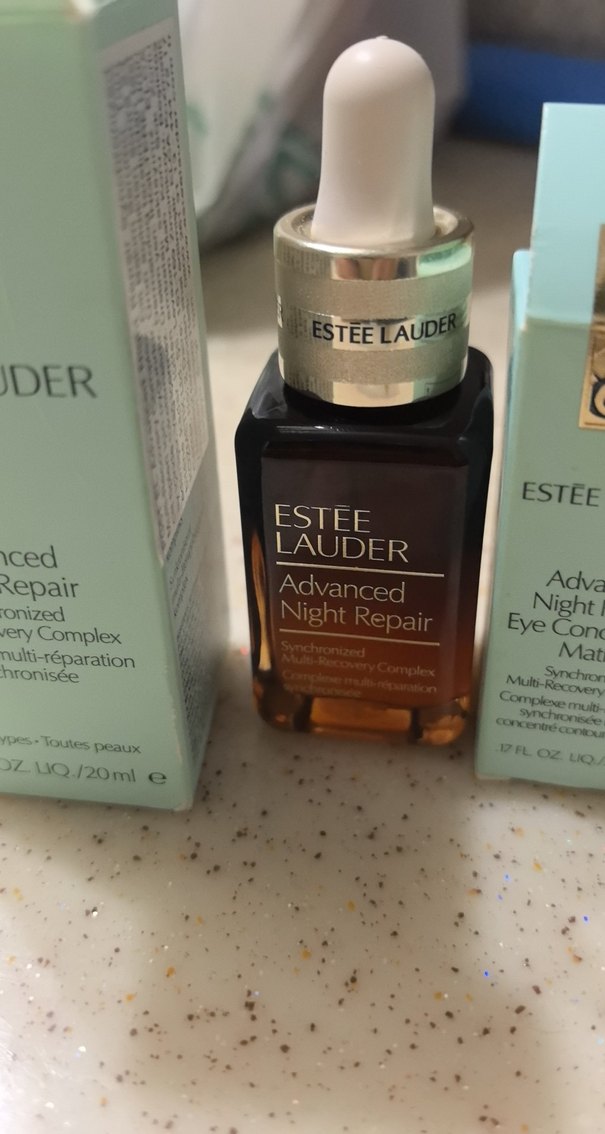 UDER
nced
Repair
ronized
very Complex
multi-réparation
chronisée
ypes • Toutes peaux
OZ. LIQ./20 ml e
ESTĒE LAUDER
ESTĒE
LAUDER
Advanced
Night Repair
Synchronized
Multi-Recovery Complex
Complexe multi-réparation
synchronisée
ESTĒE
Adva
Night
Eye Conc
Mat
Synchron
Multi-Recovery
Complexe multi-
synchronisée
concentré contou
.17 FL. OZ. LIQ./